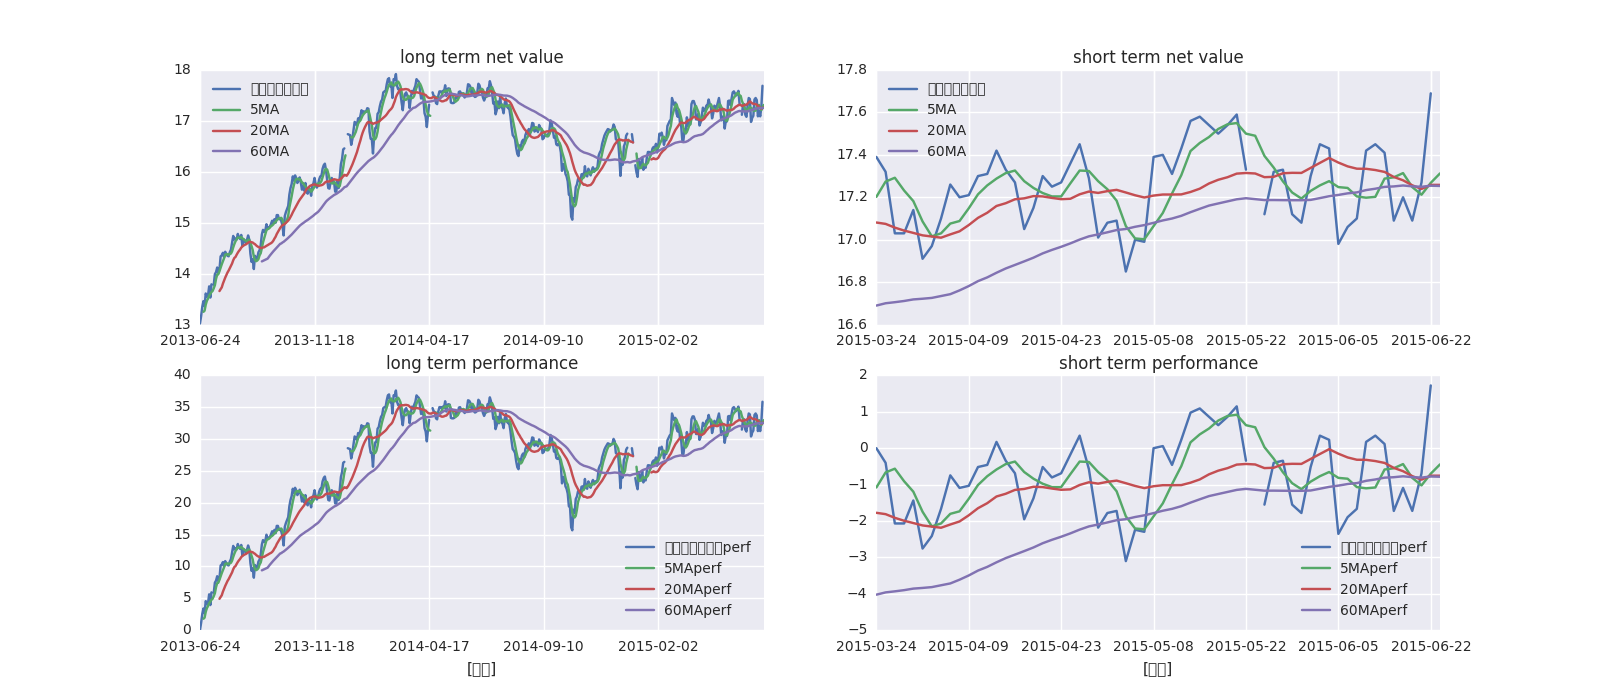 long term net value
18
17
16
15
14
13
5MA
20MA
60MA
2013-06-24 2013-11-18 2014-04-17 2014-09-10 2015-02-02
short term net value
17.8
17.6
17.4
17.2
17.0
16.8
16.6
5MA
20MA
60MA
2015-03-24 2015-04-09 2015-04-23 2015-05-08 2015-05-22 2015-06-05 2015-06-22
long term performance
40
35
30
25
20
15
10
5
0
perf
5MAperf
20MAperf
60MAperf
2013-06-24 2013-11-18 2014-04-17 2014-09-10 2015-02-02
short term performance
2
1
0
−1
−2
−3
−4
−5
perf
5MAperf
20MAperf
60MAperf
2015-03-24 2015-04-09 2015-04-23 2015-05-08 2015-05-22 2015-06-05 2015-06-22